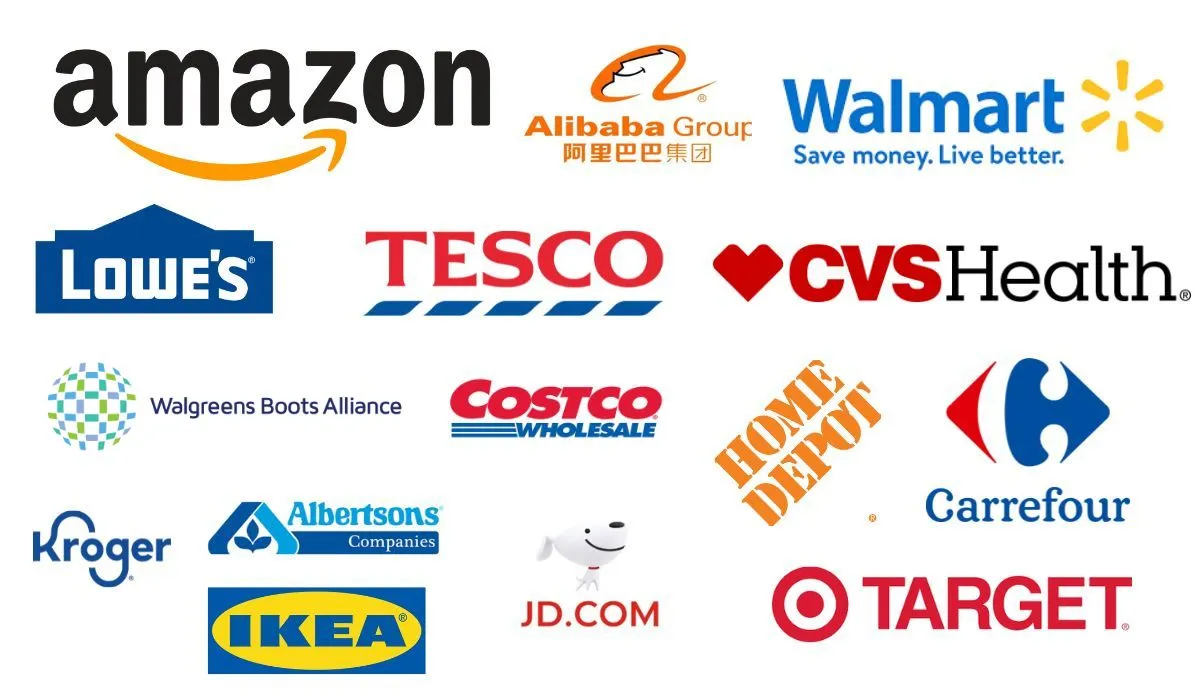 amazon
Alibaba Group
阿里巴巴集团
Walmart
Save money. Live better.
LOWE'S
TESCO
CVSHealth
Walgreens Boots Alliance
COSTCO
WHOLESALE
HOME
DEPOT
Carrefour
Kroger
Albertsons
Companies
JD.COM
IKEA
TARGET